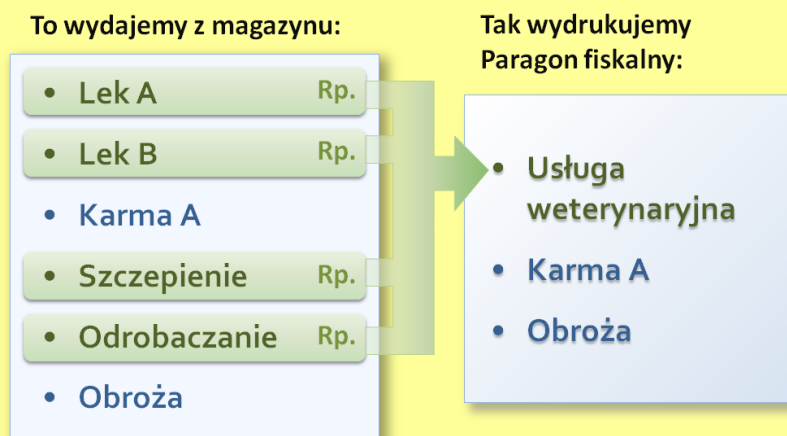 To wydajemy z magazynu:
• Lek A Rp.
• Lek B Rp.
• Karma A
• Szczepienie Rp.
• Odrobaczanie Rp.
• Obroża
Tak wydrukujemy
Paragon fiskalny:
• Usługa
weterynaryjna
• Karma A
• Obroża